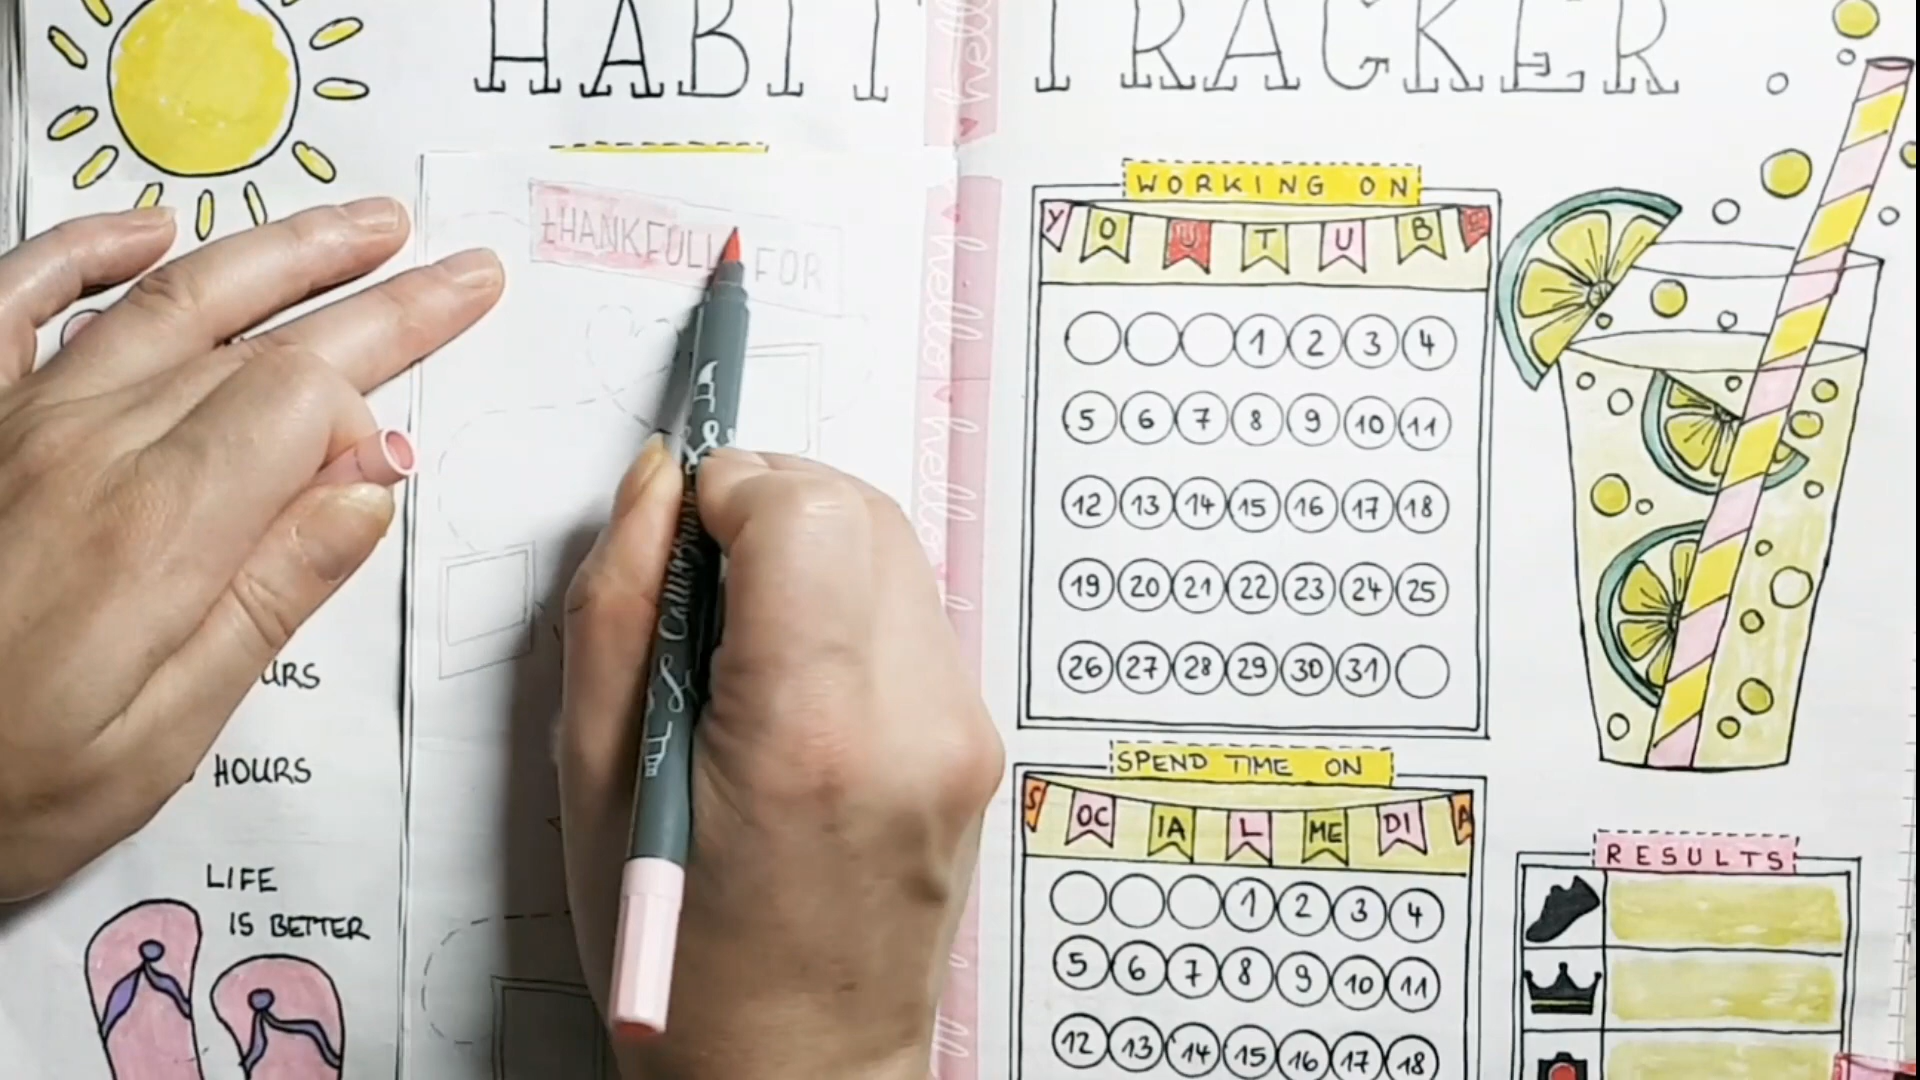 HABIT TRACKER
hello
hello hello
tHANKFULL FOR
WORKING ON
Y O U T U B E
1 2 3 4
5 6 7 8 9 10 11
12 13 14 15 16 17 18
19 20 21 22 23 24 25
26 27 28 29 30 31
SPEND TIME ON
S OC IA L ME DI A
1 2 3 4
5 6 7 8 9 10 11
12 13 14 15 16 17 18
RESULTS
HOURS
LIFE
IS BETTER